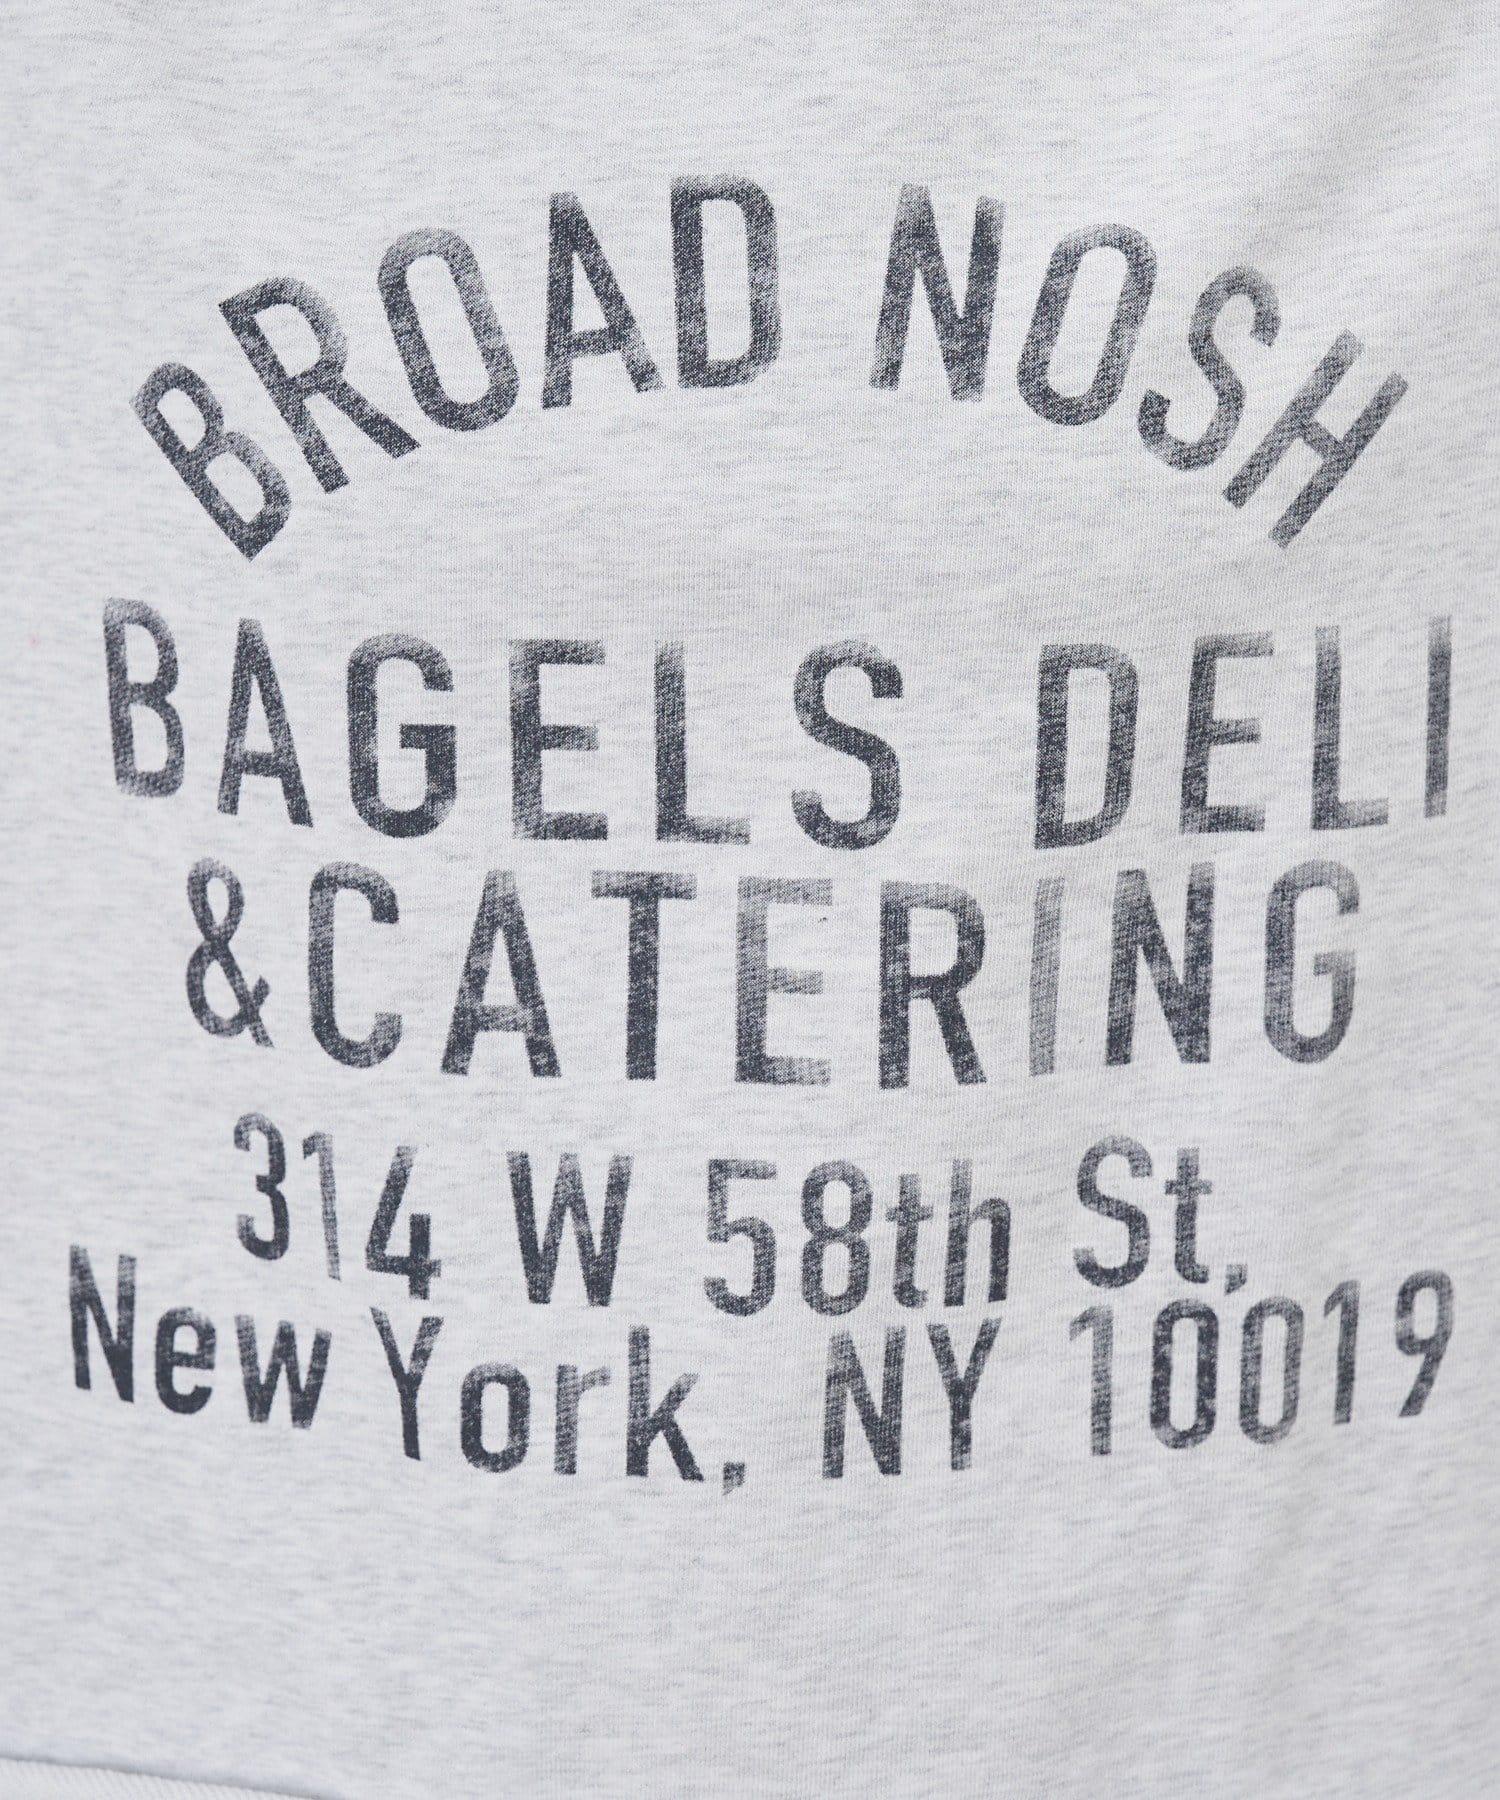 BROAD NOSH
BAGELS DELI
&CATERING
314 W 58th St,
New York, NY 10019